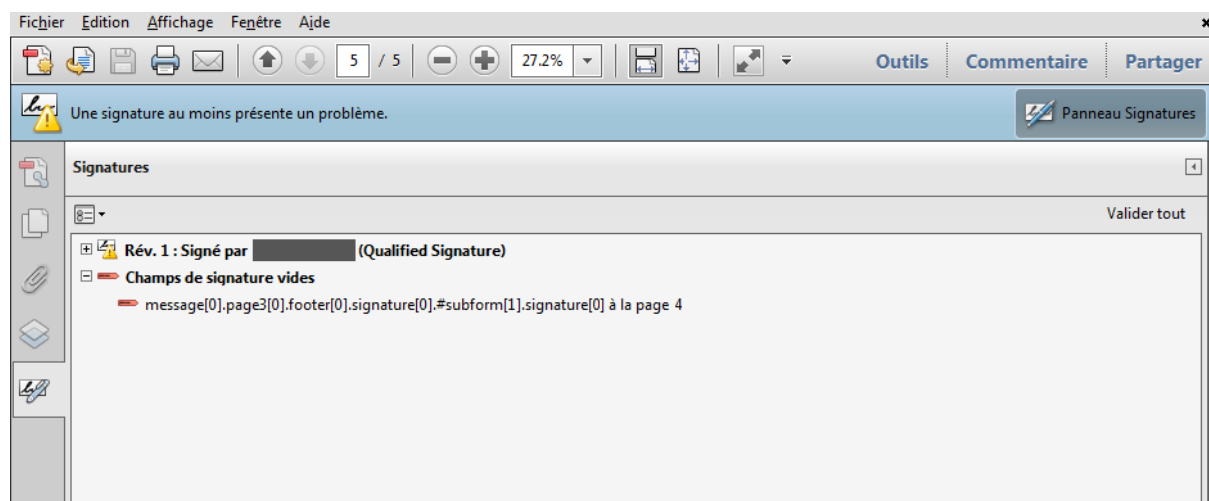 Fichier Edition Affichage Fenêtre Aide
5 / 5 27.2% Outils Commentaire Partager
Une signature au moins présente un problème. Panneau Signatures
Signatures
Valider tout
Rév. 1 : Signé par (Qualified Signature)
Champs de signature vides
message[0].page3[0].footer[0].signature[0].#subform[1].signature[0] à la page 4